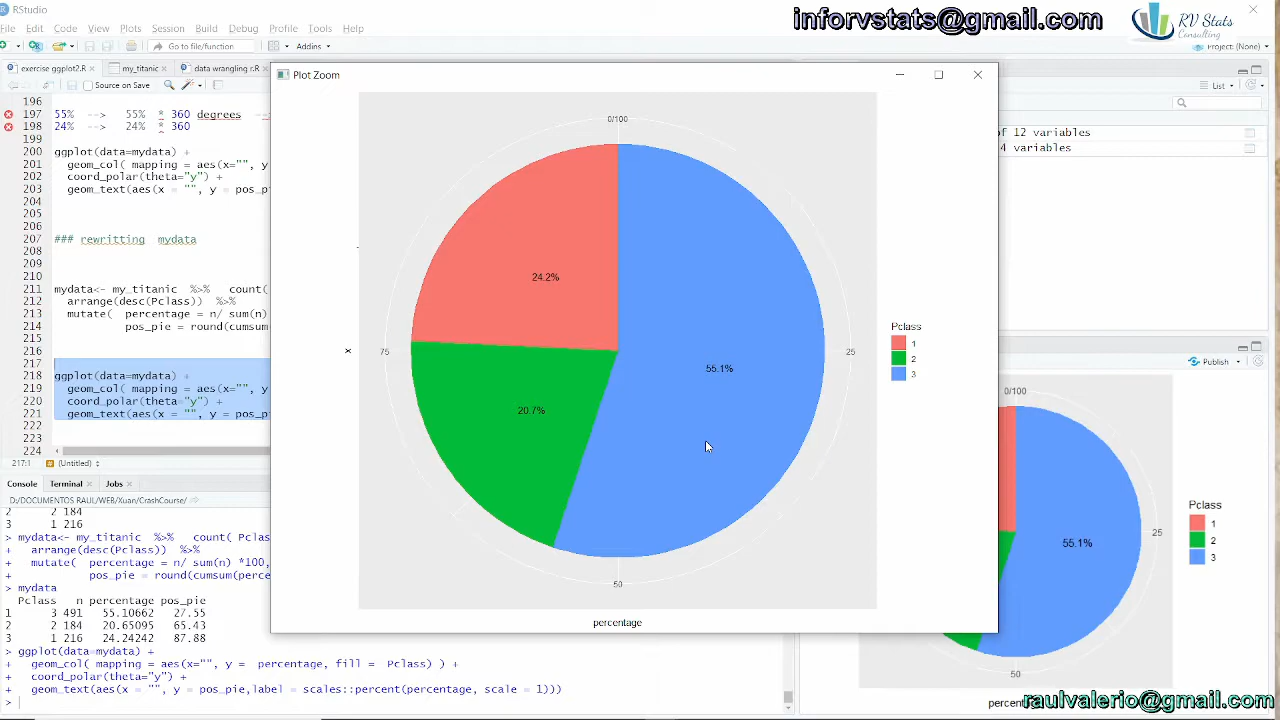 RStudio
inforvstats@gmail.com
RV Stats
Consulting
File Edit Code View Plots Session Build Debug Profile Tools Help
Go to file/function
Addins
Project: (None)
exercise ggplot2.R
my_titanic
data wrangling r.R
Source on Save
List
196
197 55% --> 55% * 360 degrees
198 24% --> 24% * 360
199
200 ggplot(data=mydata) +
201 geom_col( mapping = aes(x="", y
202 coord_polar(theta="y") +
203 geom_text(aes(x = "", y = pos_pi
204
205
206
207 ### rewritting mydata
208
209
210
211 mydata<- my_titanic %>% count(
212 arrange(desc(Pclass)) %>%
213 mutate( percentage = n/ sum(n)
214 pos_pie = round(cumsum
215
216
217
218 ggplot(data=mydata) +
219 geom_col( mapping = aes(x="", y
220 coord_polar(theta="y") +
221 geom_text(aes(x = "", y = pos_pi
222
223
224
217:1
(Untitled)
of 12 variables
4 variables
Plot Zoom
0/100
24.2%
20.7%
55.1%
75
25
50
x
percentage
Pclass
1
2
3
Publish
0/100
55.1%
25
50
Pclass
1
2
3
raulvalerio@gmail.com
Console Terminal Jobs
D:/DOCUMENTOS RAUL/WEB/Xuan/CrashCourse/
2 2 184
3 1 216
> mydata<- my_titanic %>% count( Pclas
+ arrange(desc(Pclass)) %>%
+ mutate( percentage = n/ sum(n) *100,
+ pos_pie = round(cumsum(perce
> mydata
Pclass n percentage pos_pie
1 3 491 55.10662 27.55
2 2 184 20.65095 65.43
3 1 216 24.24242 87.88
> ggplot(data=mydata) +
+ geom_col( mapping = aes(x="", y = percentage, fill = Pclass) ) +
+ coord_polar(theta="y") +
+ geom_text(aes(x = "", y = pos_pie,label = scales::percent(percentage, scale = 1)))
>